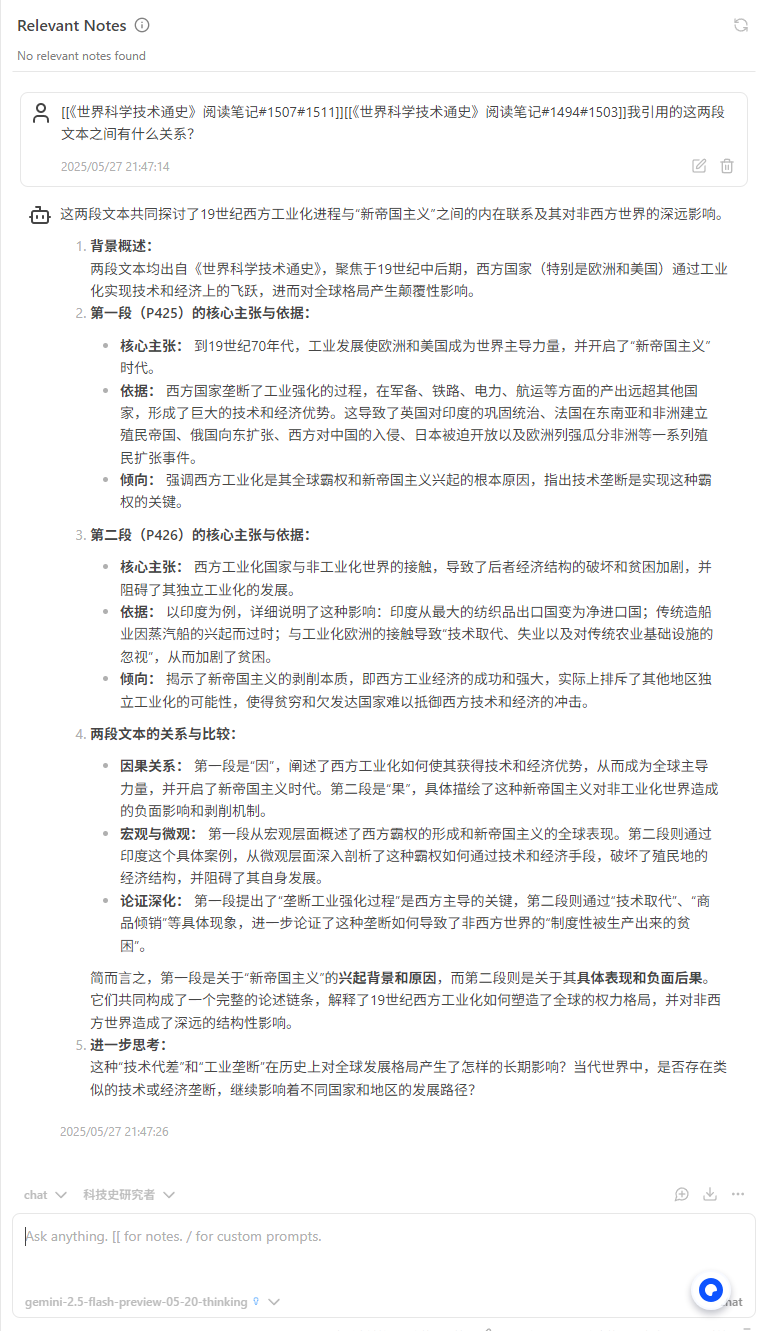 Relevant Notes
No relevant notes found
[[《世界科学技术通史》阅读笔记#1507#1511]][[《世界科学技术通史》阅读笔记#1494#1503]]我引用的这两段
文本之间有什么关系？
2025/05/27 21:47:14
这两段文本共同探讨了19世纪西方工业化进程与“新帝国主义”之间的内在联系及其对非西方世界的深远影响。
1. 背景概述：
两段文本均出自《世界科学技术通史》，聚焦于19世纪中后期，西方国家（特别是欧洲和美国）通过工业
化实现技术和经济上的飞跃，进而对全球格局产生颠覆性影响。
2. 第一段（P425）的核心主张与依据：
• 核心主张： 到19世纪70年代，工业发展使欧洲和美国成为世界主导力量，并开启了“新帝国主义”
时代。
• 依据： 西方国家垄断了工业强化的过程，在军备、铁路、电力、航运等方面的产出远超其他国
家，形成了巨大的技术和经济优势。这导致了英国对印度的巩固统治、法国在东南亚和非洲建立
殖民帝国、俄国向东扩张、西方对中国的入侵、日本被迫开放以及欧洲列强瓜分非洲等一系列殖
民扩张事件。
• 倾向： 强调西方工业化是其全球霸权和新帝国主义兴起的根本原因，指出技术垄断是实现这种霸
权的关键。
3. 第二段（P426）的核心主张与依据：
• 核心主张： 西方工业化国家与非工业化世界的接触，导致了后者经济结构的破坏和贫困加剧，并
阻碍了其独立工业化的发展。
• 依据： 以印度为例，详细说明了这种影响：印度从最大的纺织品出口国变为净进口国；传统造船
业因蒸汽船的兴起而过时；与工业化欧洲的接触导致“技术取代、失业以及对传统农业基础设施的
忽视”，从而加剧了贫困。
• 倾向： 揭示了新帝国主义的剥削本质，即西方工业经济的成功和强大，实际上排斥了其他地区独
立工业化的可能性，使得贫穷和欠发达国家难以抵御西方技术和经济的冲击。
4. 两段文本的关系与比较：
• 因果关系： 第一段是“因”，阐述了西方工业化如何使其获得技术和经济优势，从而成为全球主导
力量，并开启了新帝国主义时代。第二段是“果”，具体描绘了这种新帝国主义对非工业化世界造成
的负面影响和剥削机制。
• 宏观与微观： 第一段从宏观层面概述了西方霸权的形成和新帝国主义的全球表现。第二段则通过
印度这个具体案例，从微观层面深入剖析了这种霸权如何通过技术和经济手段，破坏了殖民地的
经济结构，并阻碍了其自身发展。
• 论证深化： 第一段提出了“垄断工业强化过程”是西方主导的关键，第二段则通过“技术取代”、“商
品倾销”等具体现象，进一步论证了这种垄断如何导致了非西方世界的“制度性被生产出来的贫
困”。
简而言之，第一段是关于“新帝国主义”的兴起背景和原因，而第二段则是关于其具体表现和负面后果。
它们共同构成了一个完整的论述链条，解释了19世纪西方工业化如何塑造了全球的权力格局，并对非西
方世界造成了深远的结构性影响。
5. 进一步思考：
这种“技术代差”和“工业垄断”在历史上对全球发展格局产生了怎样的长期影响？当代世界中，是否存在类
似的技术或经济垄断，继续影响着不同国家和地区的发展路径？
2025/05/27 21:47:26
chat 科技史研究者
Ask anything. [[ for notes. / for custom prompts.
gemini-2.5-flash-preview-05-20-thinking